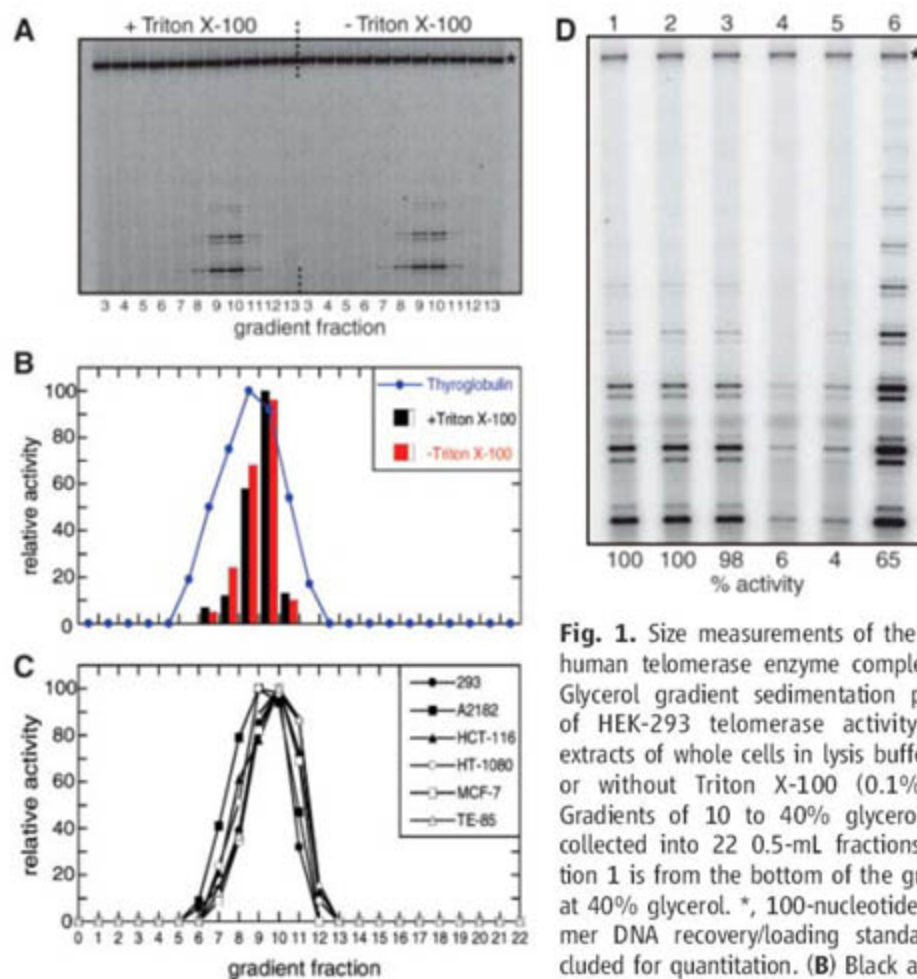 A
+ Triton X-100
- Triton X-100
*
3 4 5 6 7 8 9 10 11 12 13 3 4 5 6 7 8 9 10 11 12 13
gradient fraction
B
relative activity
100
80
60
40
20
0
Thyroglobulin
+Triton X-100
-Triton X-100
C
relative activity
100
80
60
40
20
0
293
A2182
HCT-116
HT-1080
MCF-7
TE-85
0 1 2 3 4 5 6 7 8 9 10 11 12 13 14 15 16 17 18 19 20 21 22
gradient fraction
D
1 2 3 4 5 6
*
100 100 98 6 4 65
% activity
Fig. 1. Size measurements of the
human telomerase enzyme comple
Glycerol gradient sedimentation p
of HEK-293 telomerase activity
extracts of whole cells in lysis buffe
or without Triton X-100 (0.1%
Gradients of 10 to 40% glycero
collected into 22 0.5-mL fractions
tion 1 is from the bottom of the gr
at 40% glycerol. *, 100-nucleotide
mer DNA recovery/loading standa
cluded for quantitation. (B) Black a